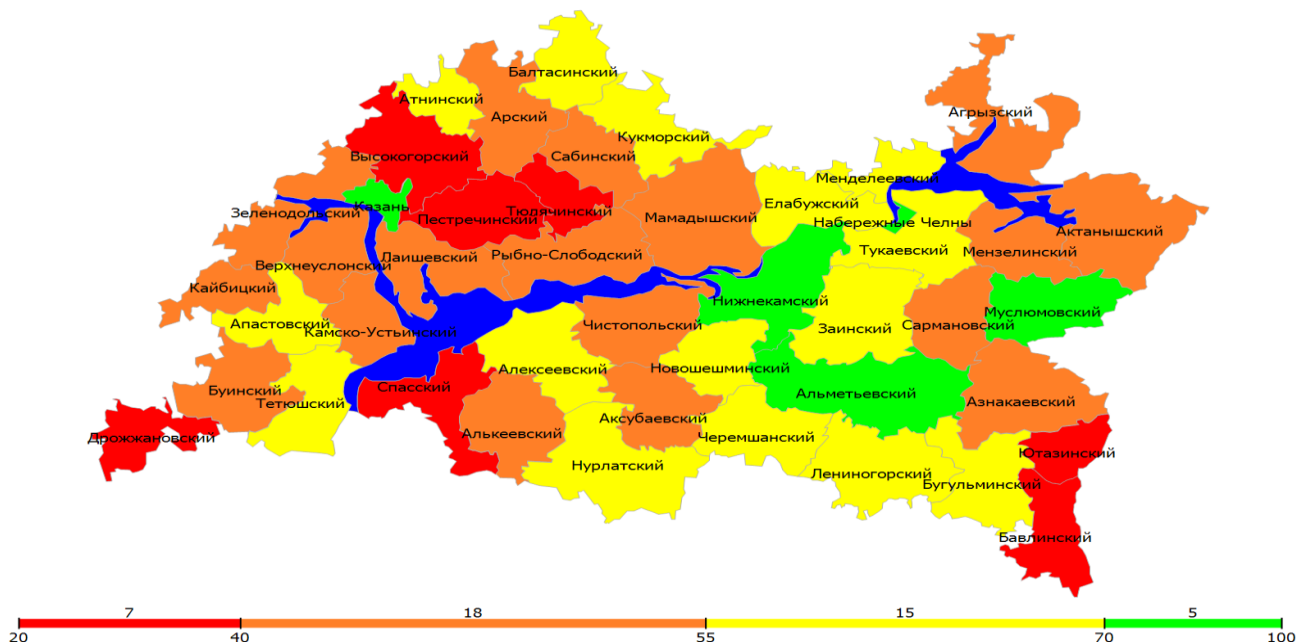 Балтасинский
Атнинский
Арский
Агрызский
Кукморский
Высокогорский
Сабинский
Менделеевский
Казань
Елабужский
Зеленодольский
Пестречинский
Тюлячинский
Мамадышский
Набережные Челны
Актанышский
Тукаевский
Мензелинский
Верхнеуслонский
Лаишевский
Рыбно-Слободский
Кайбицкий
Нижнекамский
Муслюмовский
Апастовский
Камско-Устьинский
Чистопольский
Заинский
Сармановский
Алексеевский
Новошешминский
Буинский
Спасский
Альметьевский
Тетюшский
Азнакаевский
Аксубаевский
Дрожжановский
Алькеевский
Черемшанский
Ютазинский
Нурлатский
Лениногорский
Бугульминский
Бавлинский
7 18 15 5
20 40 55 70 100